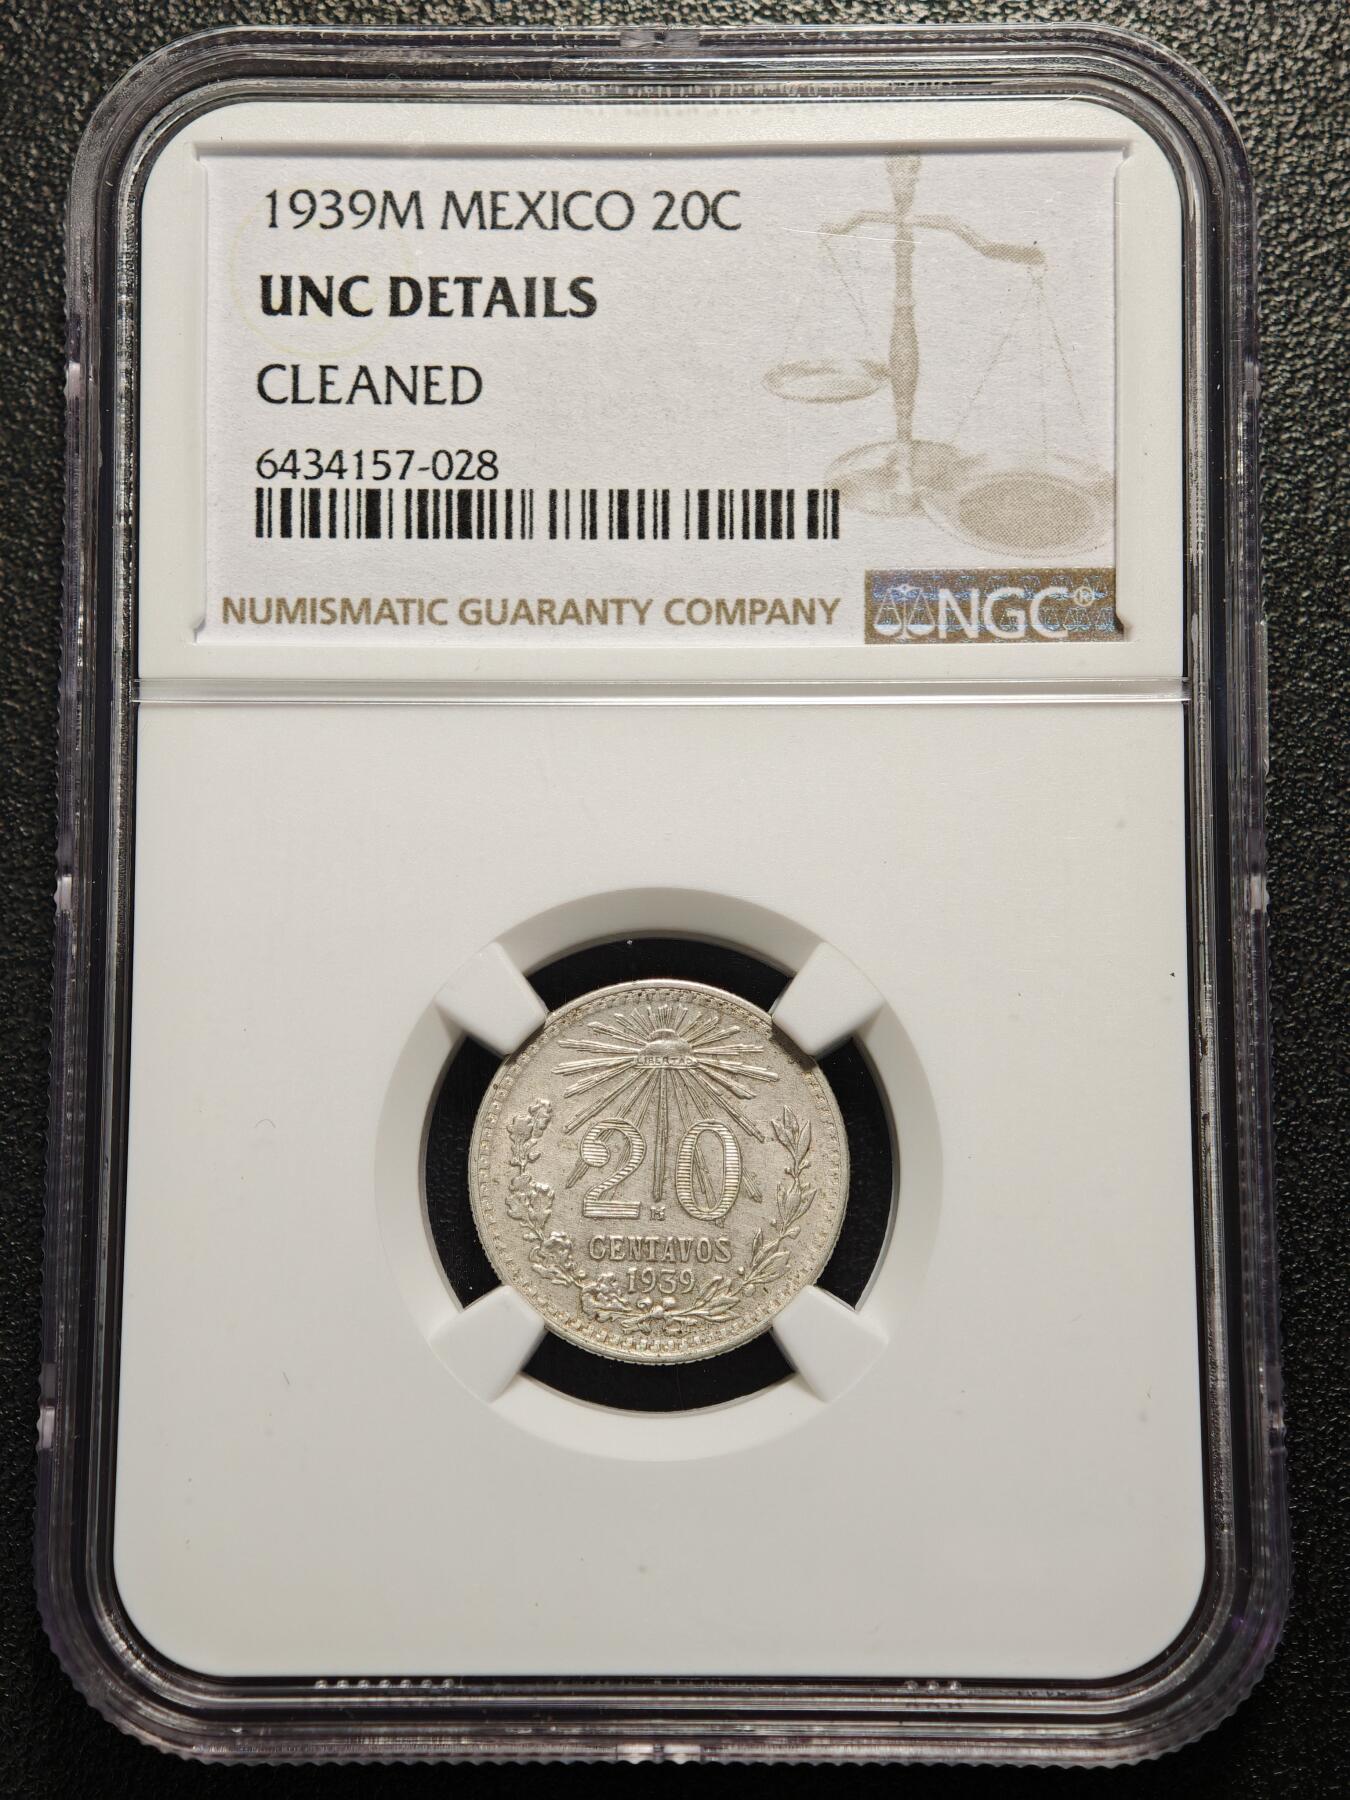 1939M MEXICO 20C
UNC DETAILS
CLEANED
6434157-028
NUMISMATIC GUARANTY COMPANY
NGC®
LIBERTAD
20
M
CENTAVOS
1939